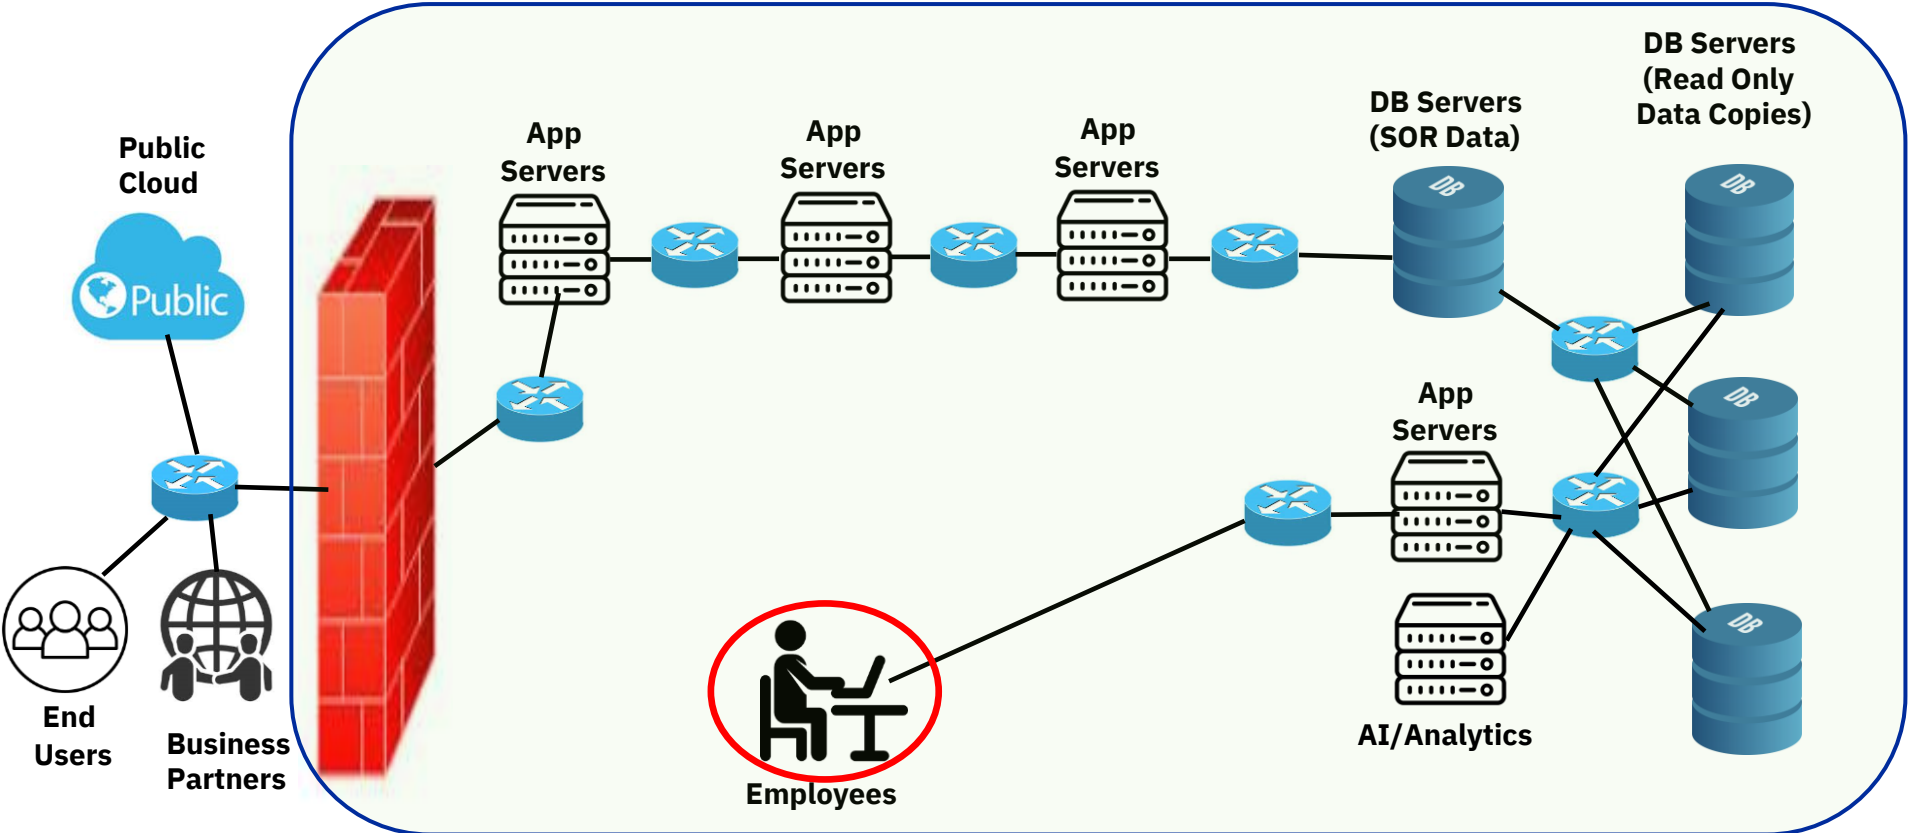 DB Servers
(Read Only
Data Copies)
DB Servers
(SOR Data)
App
Servers
App
Servers
App
Servers
Public
Cloud
Public
DB
DB
App
Servers
DB
DB
End
Users
Business
Partners
Employees
AI/Analytics